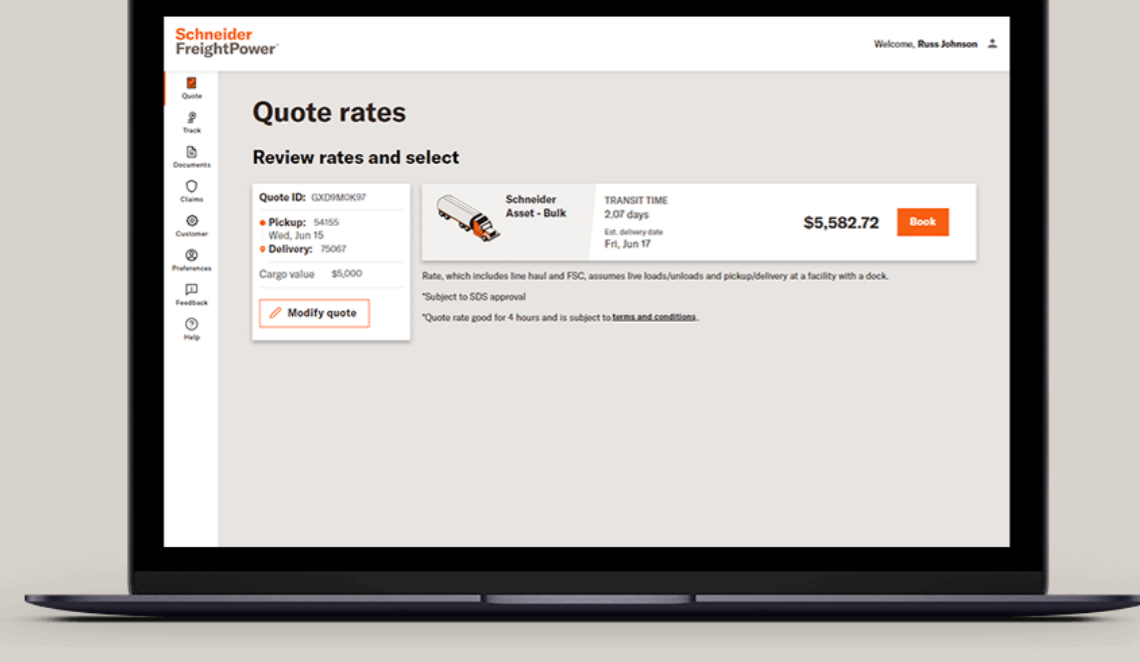 Schneider
FreightPower
Welcome, Russ Johnson
Quote
Track
Documents
Claims
Customer
Preferences
Feedback
Help
Quote rates
Review rates and select
Quote ID: GXD9M0K97
Pickup: 54155
Wed, Jun 15
Delivery: 75067
Cargo value $5,000
Modify quote
Schneider
Asset - Bulk
TRANSIT TIME
2.07 days
Est. delivery date
Fri, Jun 17
$5,582.72
Book
Rate, which includes line haul and FSC, assumes live loads/unloads and pickup/delivery at a facility with a dock.
*Subject to SDS approval
*Quote rate good for 4 hours and is subject to terms and conditions.